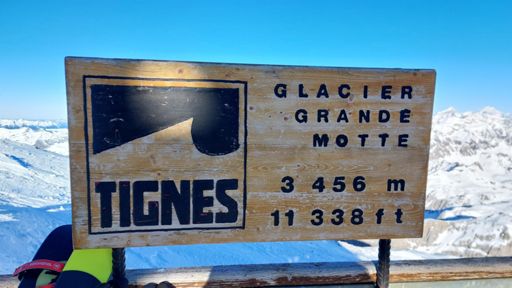 TIGNES
GLACIER
GRANDE
MOTTE
3 456 m
11 338 ft